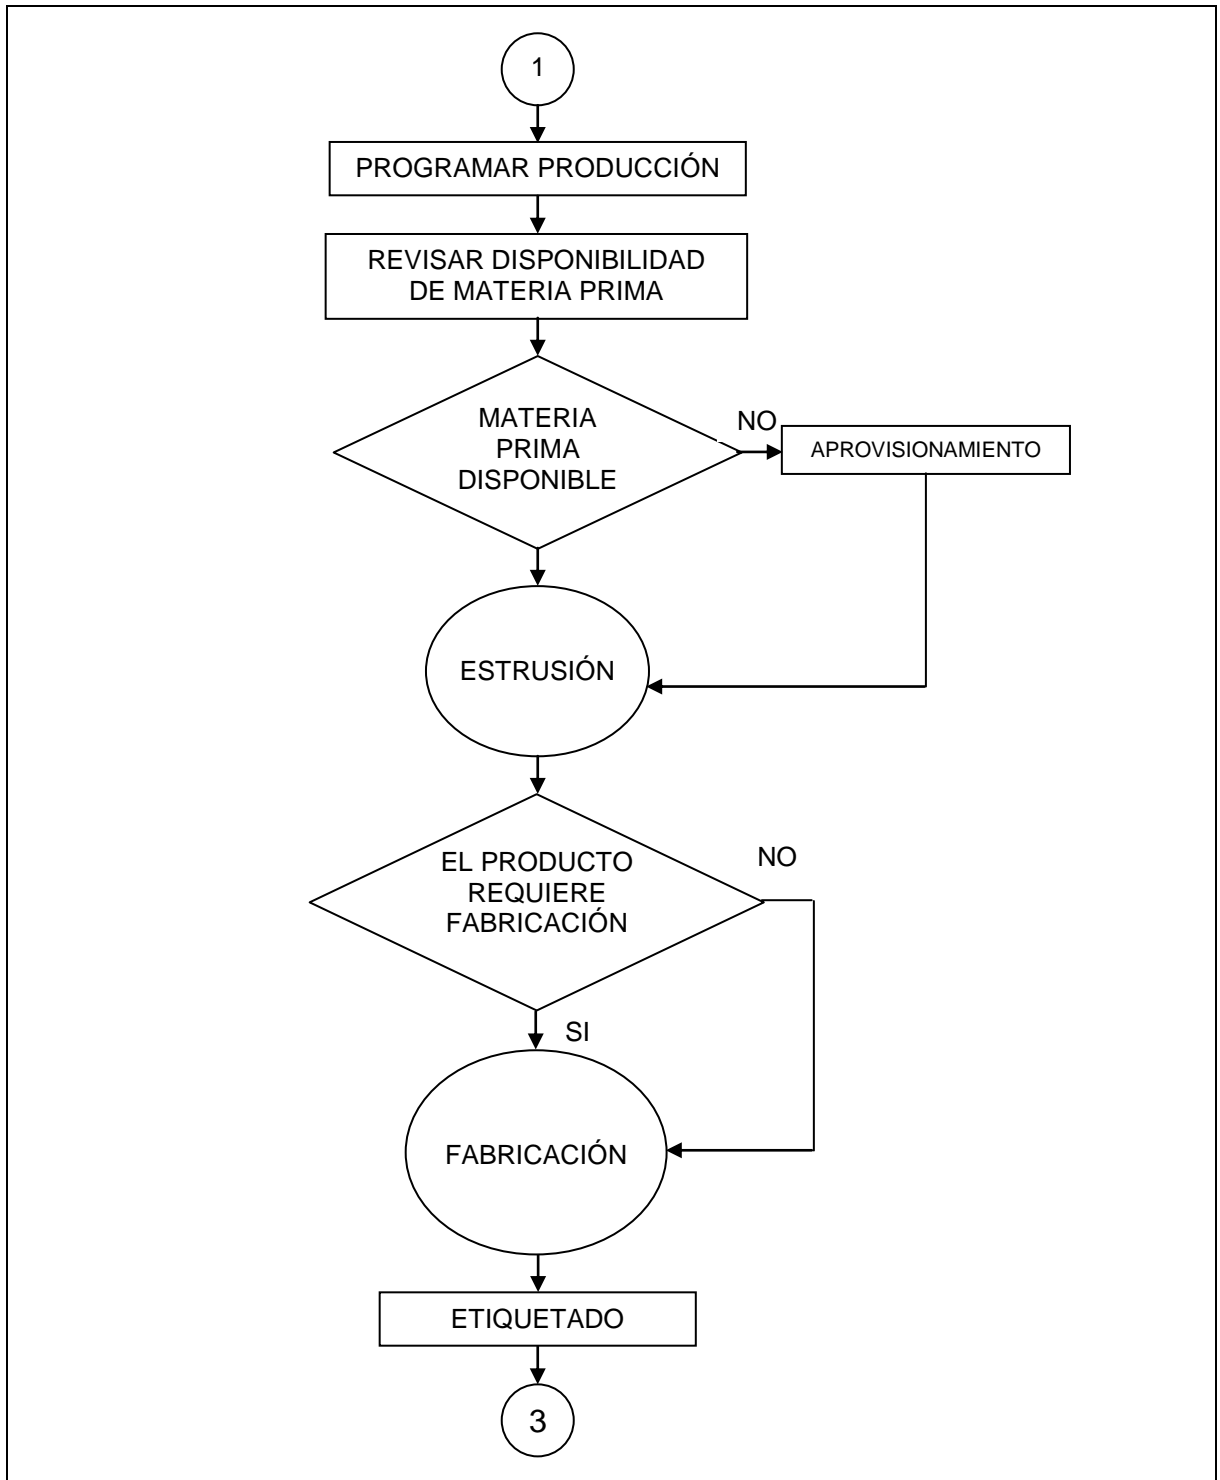 1
PROGRAMAR PRODUCCIÓN
REVISAR DISPONIBILIDAD
DE MATERIA PRIMA
MATERIA
PRIMA
DISPONIBLE
NO
APROVISIONAMIENTO
ESTRUSIÓN
EL PRODUCTO
REQUIERE
FABRICACIÓN
NO
SI
FABRICACIÓN
ETIQUETADO
3